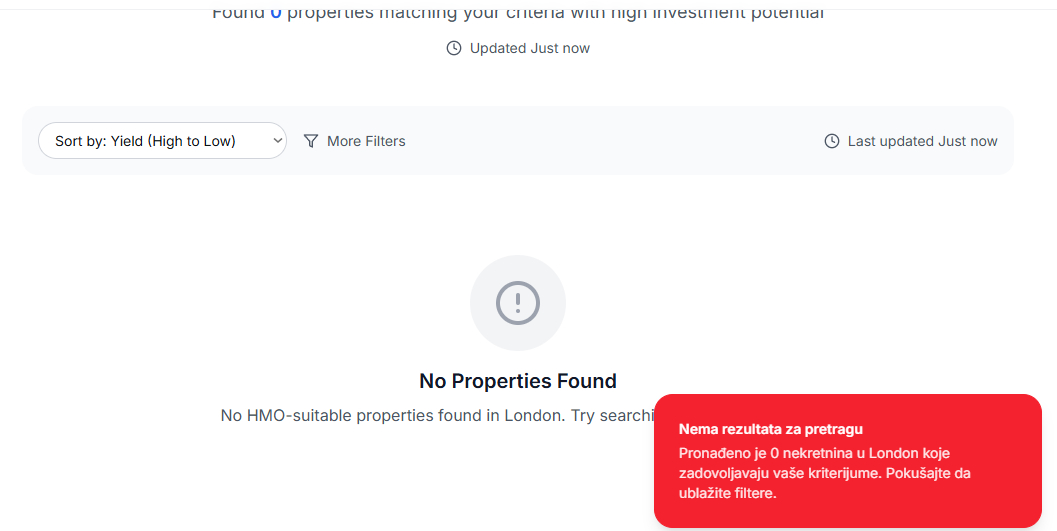 Found 0 properties matching your criteria with high investment potential
Updated Just now
Sort by: Yield (High to Low)
More Filters
Last updated Just now
No Properties Found
No HMO-suitable properties found in London. Try
Nema rezultata za pretragu
Pronađeno je 0 nekretnina u London koje
zadovoljavaju vaše kriterijume. Pokušajte da
ublažite filtere.